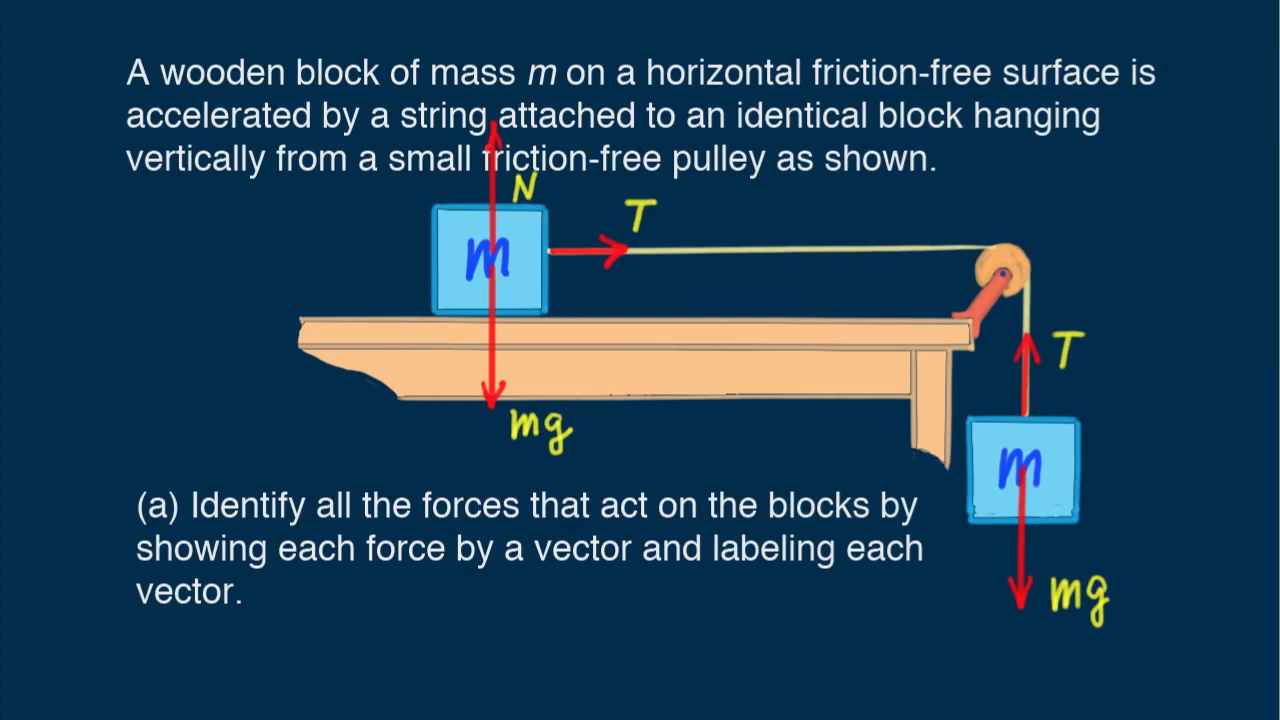 A wooden block of mass m on a horizontal friction-free surface is
accelerated by a string attached to an identical block hanging
vertically from a small friction-free pulley as shown.
N
T
m
T
mg
m
(a) Identify all the forces that act on the blocks by
showing each force by a vector and labeling each
vector.
mg